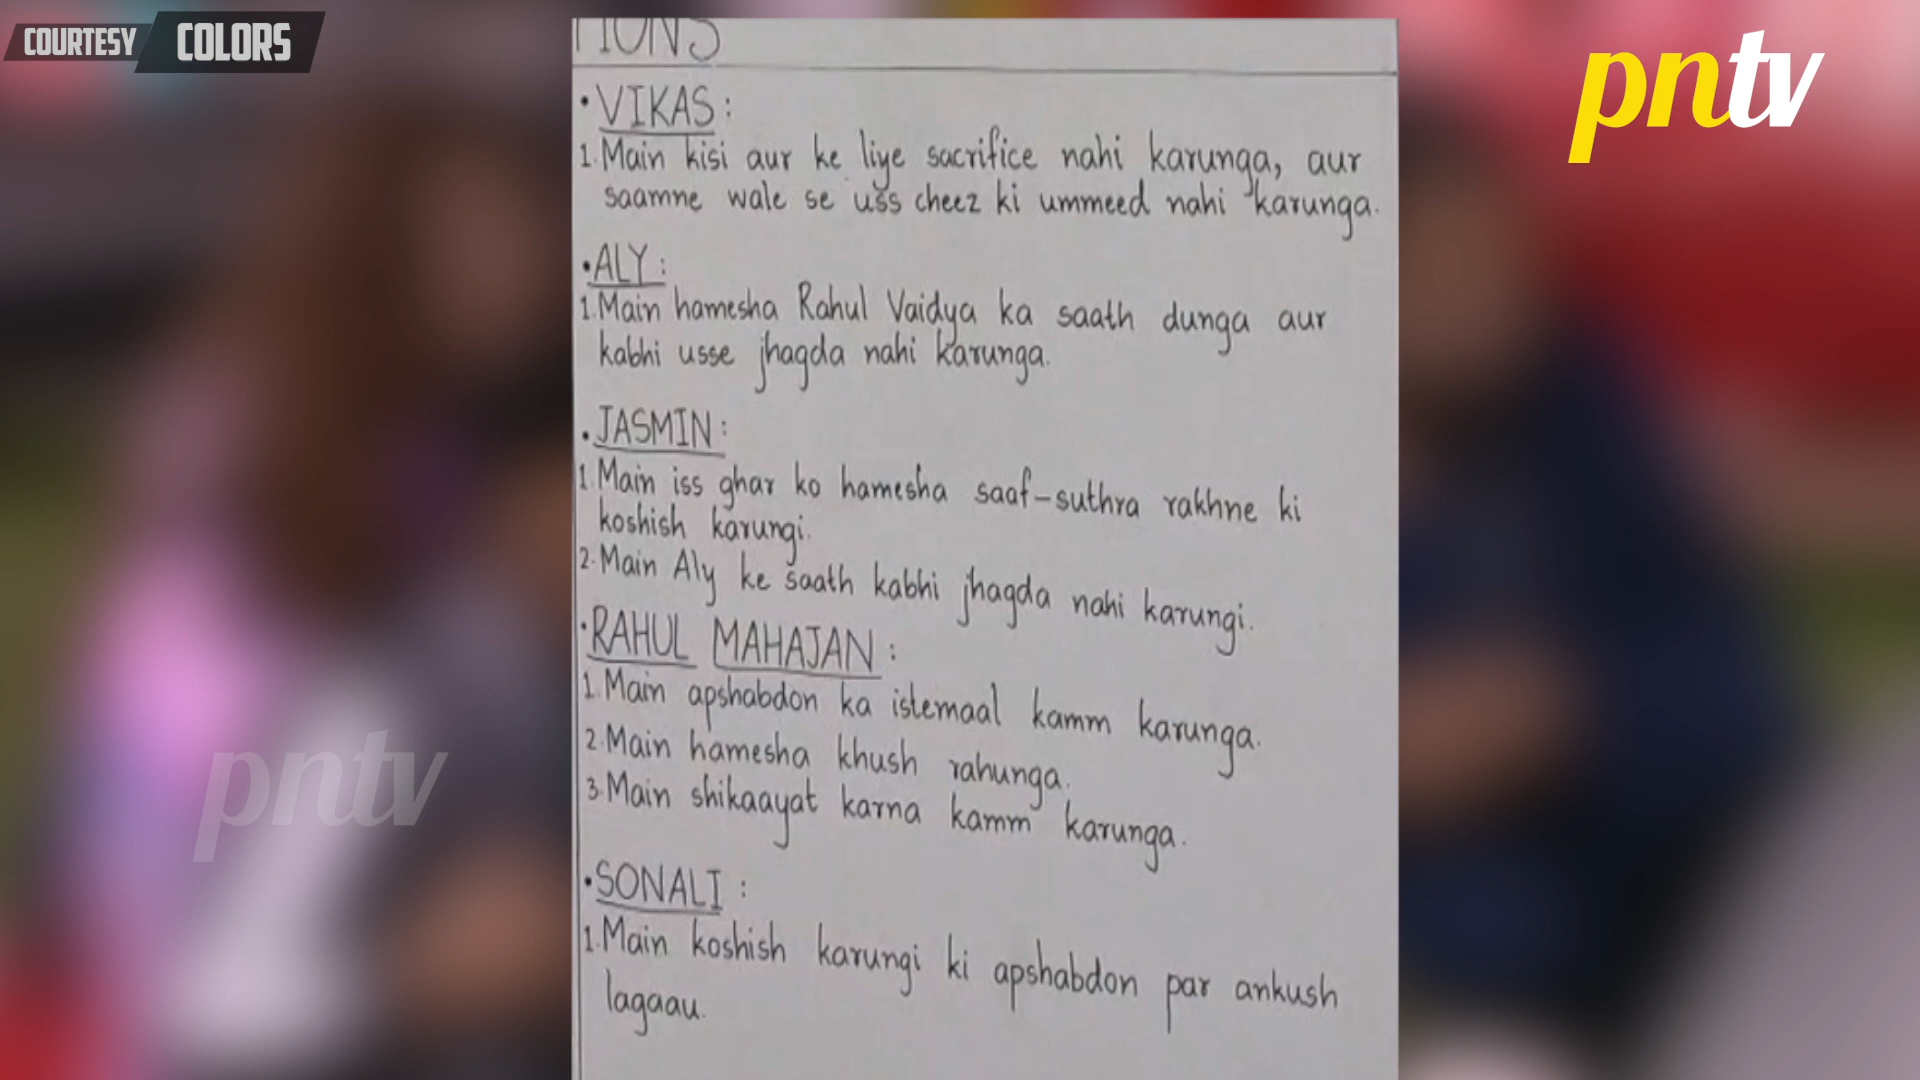 COURTESY COLORS
pntv
TIONS
• VIKAS :
1. Main kisi aur ke liye sacrifice nahi karunga, aur
saamne wale se uss cheez ki ummeed nahi karunga.
• ALY :
1. Main hamesha Rahul Vaidya ka saath dunga aur
kabhi usse jhagda nahi karunga.
• JASMIN :
1. Main iss ghar ko hamesha saaf-suthra rakhne ki
koshish karungi.
2. Main Aly ke saath kabhi jhagda nahi karungi.
• RAHUL MAHAJAN :
1. Main apshabdon ka istemaal kamm karunga.
2. Main hamesha khush rahunga.
3. Main shikaayat karna kamm karunga.
• SONALI :
1. Main koshish karungi ki apshabdon par ankush
lagaau.
pntv